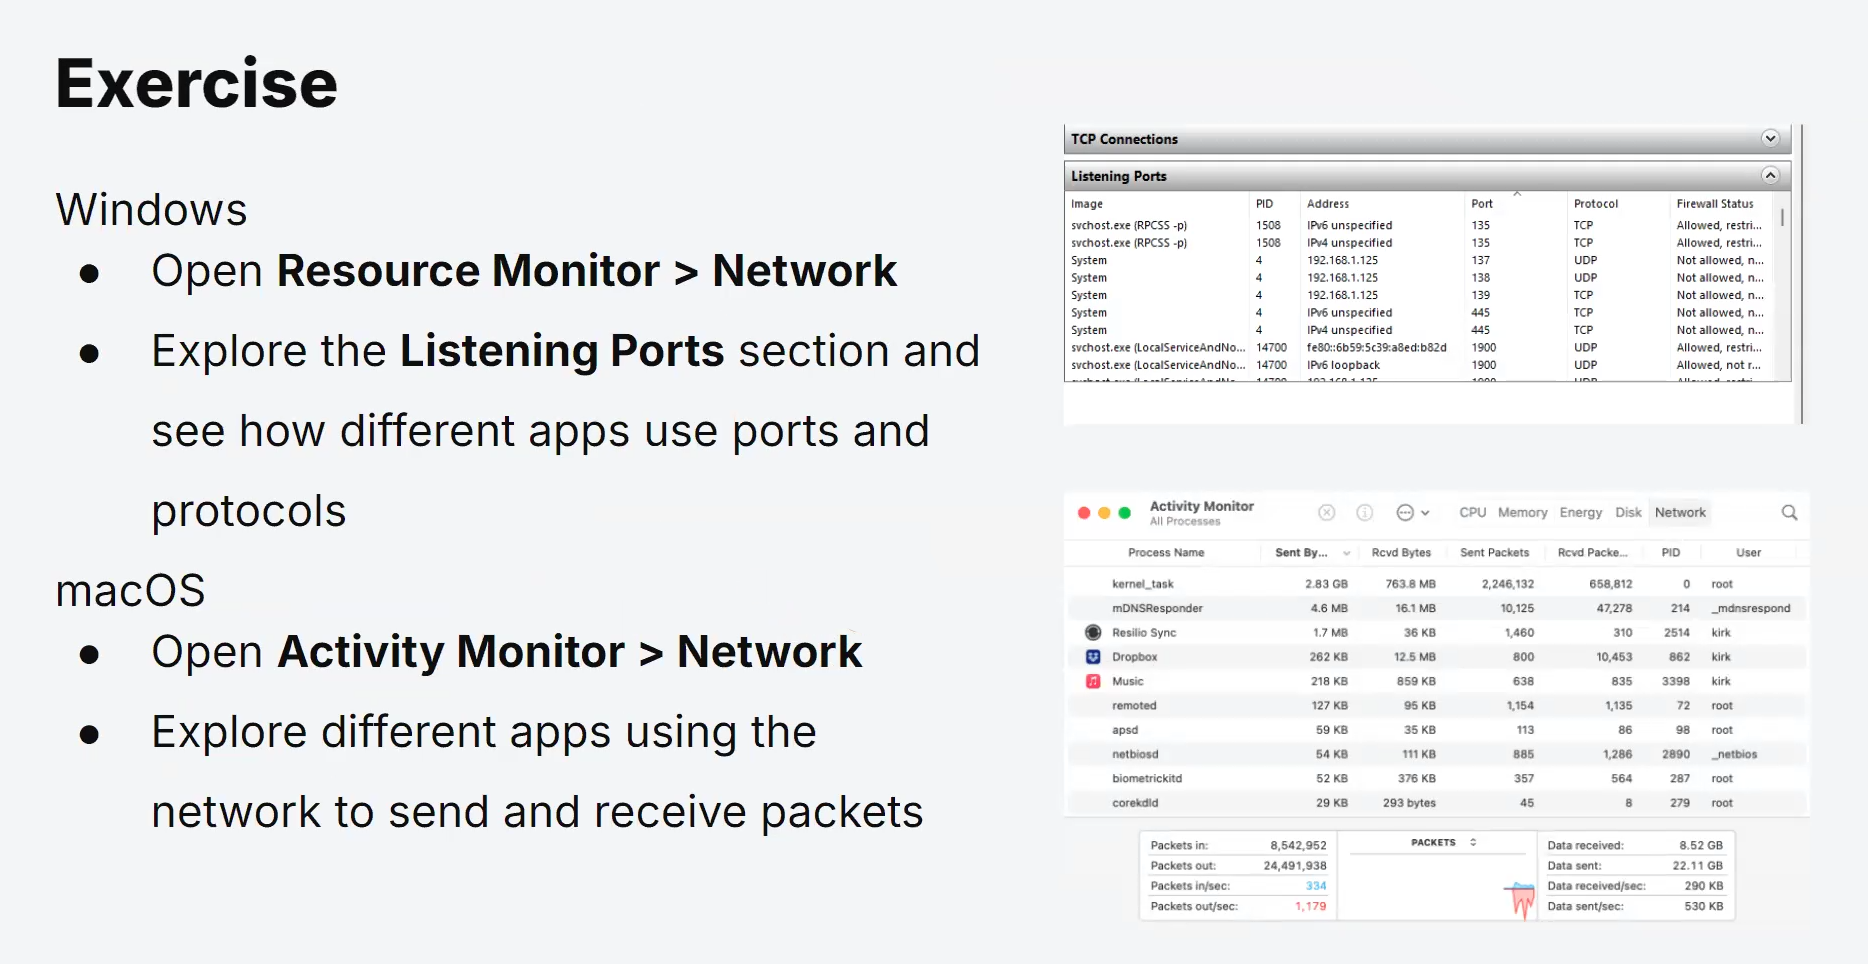 Exercise
Windows
● Open Resource Monitor > Network
● Explore the Listening Ports section and
see how different apps use ports and
protocols
macOS
● Open Activity Monitor > Network
● Explore different apps using the
network to send and receive packets
TCP Connections
Listening Ports
Image PID Address Port Protocol Firewall Status
svchost.exe (RPCSS -p) 1508 IPv6 unspecified 135 TCP Allowed, restri...
svchost.exe (RPCSS -p) 1508 IPv4 unspecified 135 TCP Allowed, restri...
System 4 192.168.1.125 137 UDP Not allowed, n...
System 4 192.168.1.125 138 UDP Not allowed, n...
System 4 192.168.1.125 139 TCP Not allowed, n...
System 4 IPv6 unspecified 445 TCP Not allowed, n...
System 4 IPv4 unspecified 445 TCP Not allowed, n...
svchost.exe (LocalServiceAndNo... 14700 fe80::6b59:5c39:a8ed:b82d 1900 UDP Allowed, restri...
svchost.exe (LocalServiceAndNo... 14700 IPv6 loopback 1900 UDP Allowed, not r...
Activity Monitor
All Processes
CPU Memory Energy Disk Network
Process Name Sent By... Rcvd Bytes Sent Packets Rcvd Packe... PID User
kernel_task 2.83 GB 763.8 MB 2,246,132 658,812 0 root
mDNSResponder 4.6 MB 16.1 MB 10,125 47,278 214 _mdnsrespond
Resilio Sync 1.7 MB 36 KB 1,460 310 2514 kirk
Dropbox 262 KB 12.5 MB 800 10,453 862 kirk
Music 218 KB 859 KB 638 835 3398 kirk
remoted 127 KB 95 KB 1,154 1,135 72 root
apsd 59 KB 35 KB 113 86 98 root
netbiosd 54 KB 111 KB 885 1,286 2890 _netbios
biometrickitd 52 KB 376 KB 357 564 287 root
corekdld 29 KB 293 bytes 45 8 279 root
Packets in: 8,542,952
Packets out: 24,491,938
Packets in/sec: 334
Packets out/sec: 1,179
PACKETS
Data received: 8.52 GB
Data sent: 22.11 GB
Data received/sec: 290 KB
Data sent/sec: 530 KB